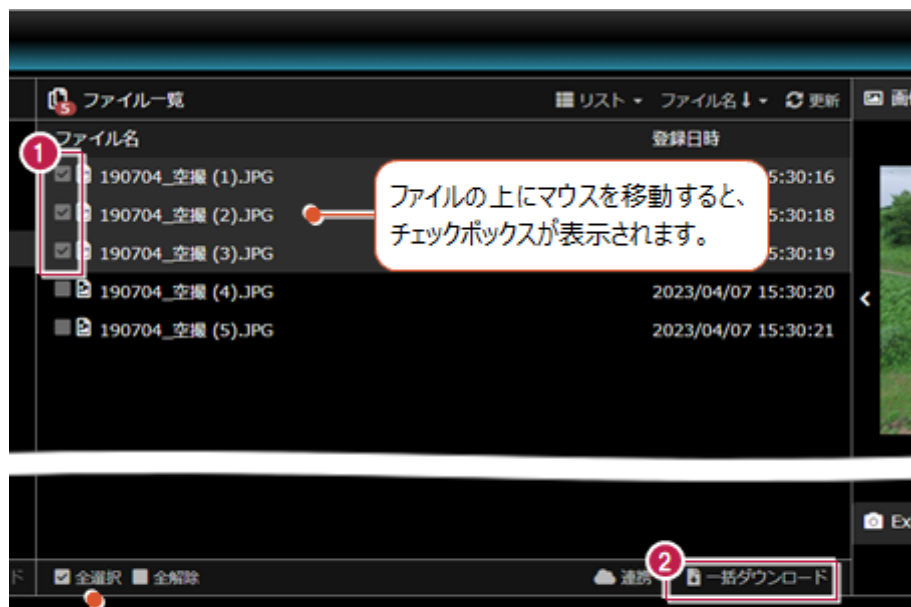 5 ファイル一覧 リスト ファイル名 更新
ファイル名 登録日時
1
190704_空撮 (1).JPG 5:30:16
190704_空撮 (2).JPG 5:30:18
190704_空撮 (3).JPG 5:30:19
ファイルの上にマウスを移動すると、
チェックボックスが表示されます。
190704_空撮 (4).JPG 2023/04/07 15:30:20
190704_空撮 (5).JPG 2023/04/07 15:30:21
Ex
2
ド 全選択 全解除 連携 一括ダウンロード